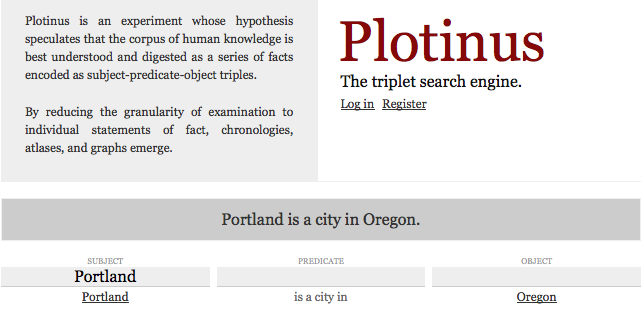 Plotinus is an experiment whose hypothesis
speculates that the corpus of human knowledge is
best understood and digested as a series of facts
encoded as subject-predicate-object triples.
By reducing the granularity of examination to
individual statements of fact, chronologies,
atlases, and graphs emerge.
Plotinus
The triplet search engine.
Log in Register
Portland is a city in Oregon.
SUBJECT PREDICATE OBJECT
Portland
Portland is a city in Oregon